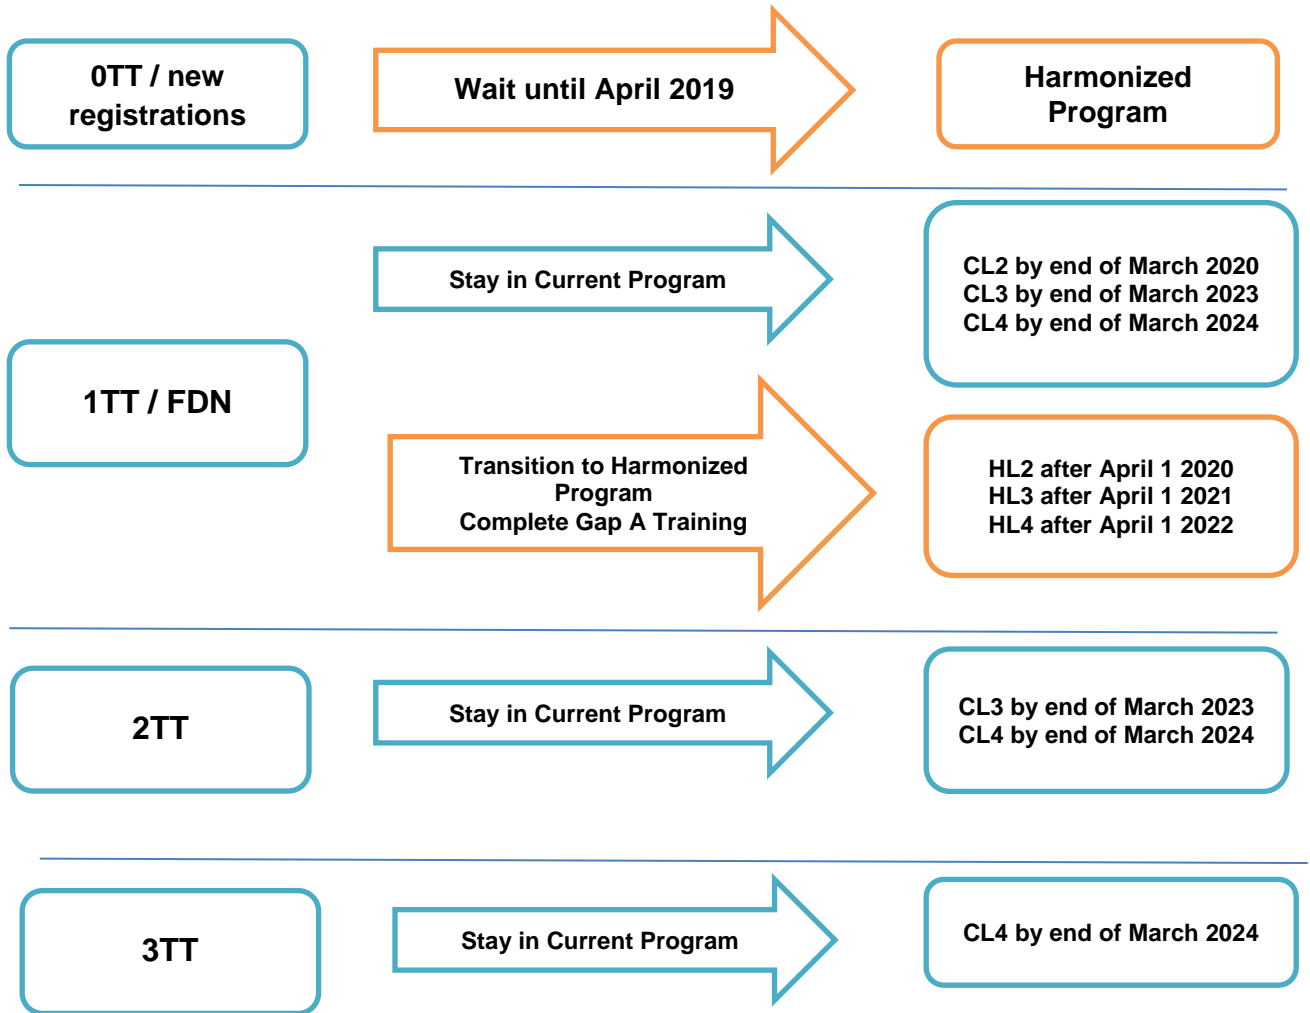 0TT / new
registrations
Wait until April 2019
Harmonized
Program
1TT / FDN
Stay in Current Program
CL2 by end of March 2020
CL3 by end of March 2023
CL4 by end of March 2024
Transition to Harmonized
Program
Complete Gap A Training
HL2 after April 1 2020
HL3 after April 1 2021
HL4 after April 1 2022
2TT
Stay in Current Program
CL3 by end of March 2023
CL4 by end of March 2024
3TT
Stay in Current Program
CL4 by end of March 2024